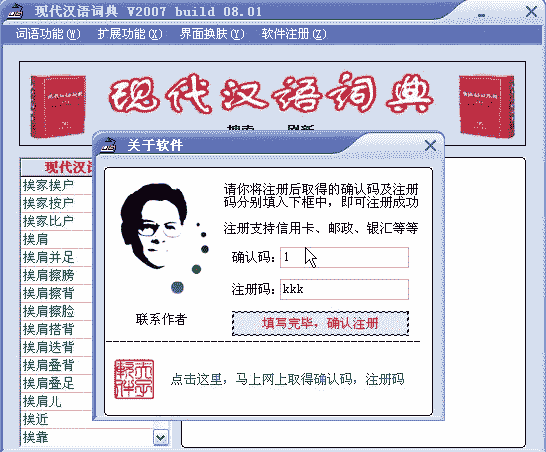 现代汉语词典 V2007 build 08.01
词语功能(W) 扩展功能(X) 界面换肤(Y) 软件注册(Z)
现代汉语词典
搜索 刷新
现代汉语
挨家挨户
挨家按户
挨家比户
挨肩
挨肩并足
挨肩擦膀
挨肩擦背
挨肩擦脸
挨肩搭背
挨肩迭背
挨肩叠背
挨肩叠足
挨肩儿
挨近
挨靠
关于软件
请你将注册后取得的确认码及注册
码分别填入下框中，即可注册成功
注册支持信用卡、邮政、银汇等等
确认码： 1
注册码： kkk
填写完毕，确认注册
联系作者
点击这里，马上网上取得确认码，注册码